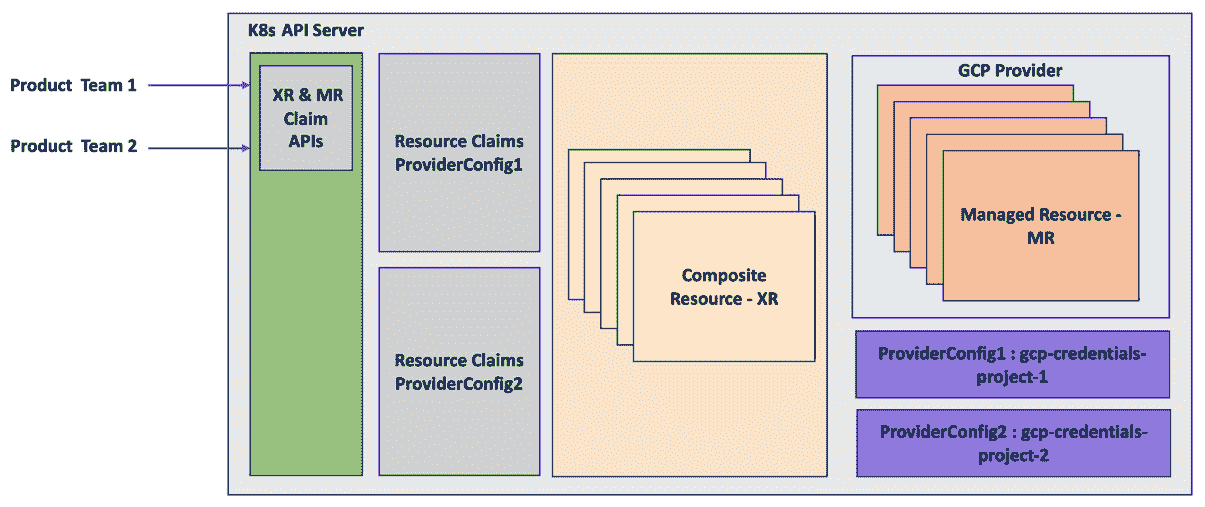 K8s API Server
Product Team 1
Product Team 2
XR & MR
Claim
APIs
Resource Claims
ProviderConfig1
Resource Claims
ProviderConfig2
Composite
Resource - XR
GCP Provider
Managed Resource -
MR
ProviderConfig1 : gcp-credentials-
project-1
ProviderConfig2 : gcp-credentials-
project-2